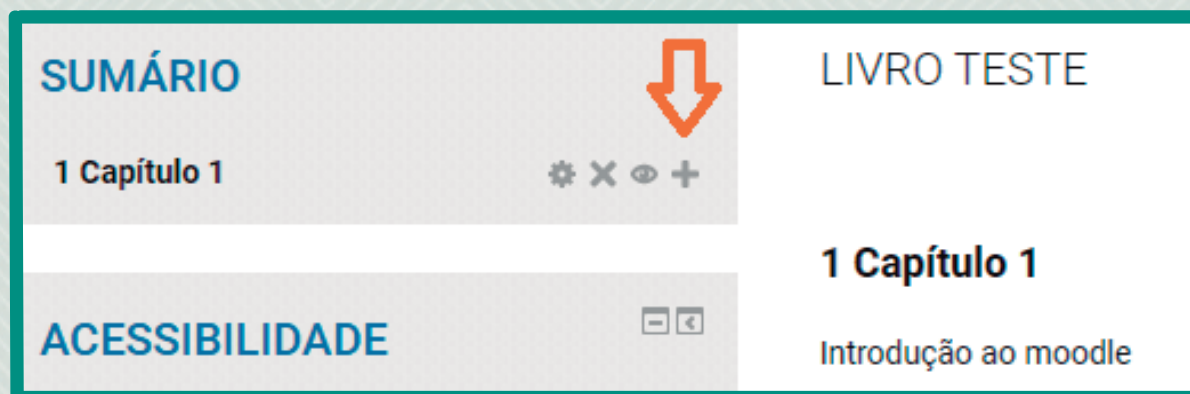 SUMÁRIO
1 Capítulo 1
ACESSIBILIDADE
LIVRO TESTE
1 Capítulo 1
Introdução ao moodle